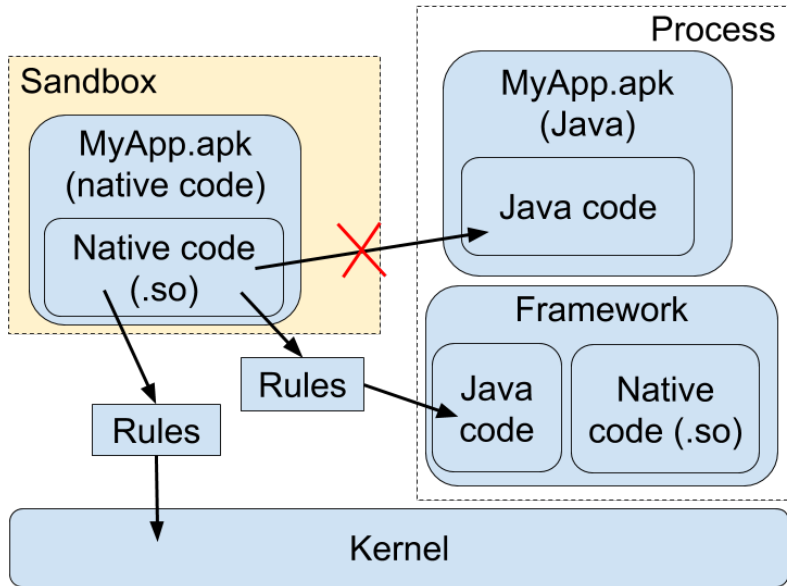 Process
Sandbox
MyApp.apk
(native code)
Native code
(.so)
MyApp.apk
(Java)
Java code
Framework
Java
code
Native
code (.so)
Rules
Rules
Kernel